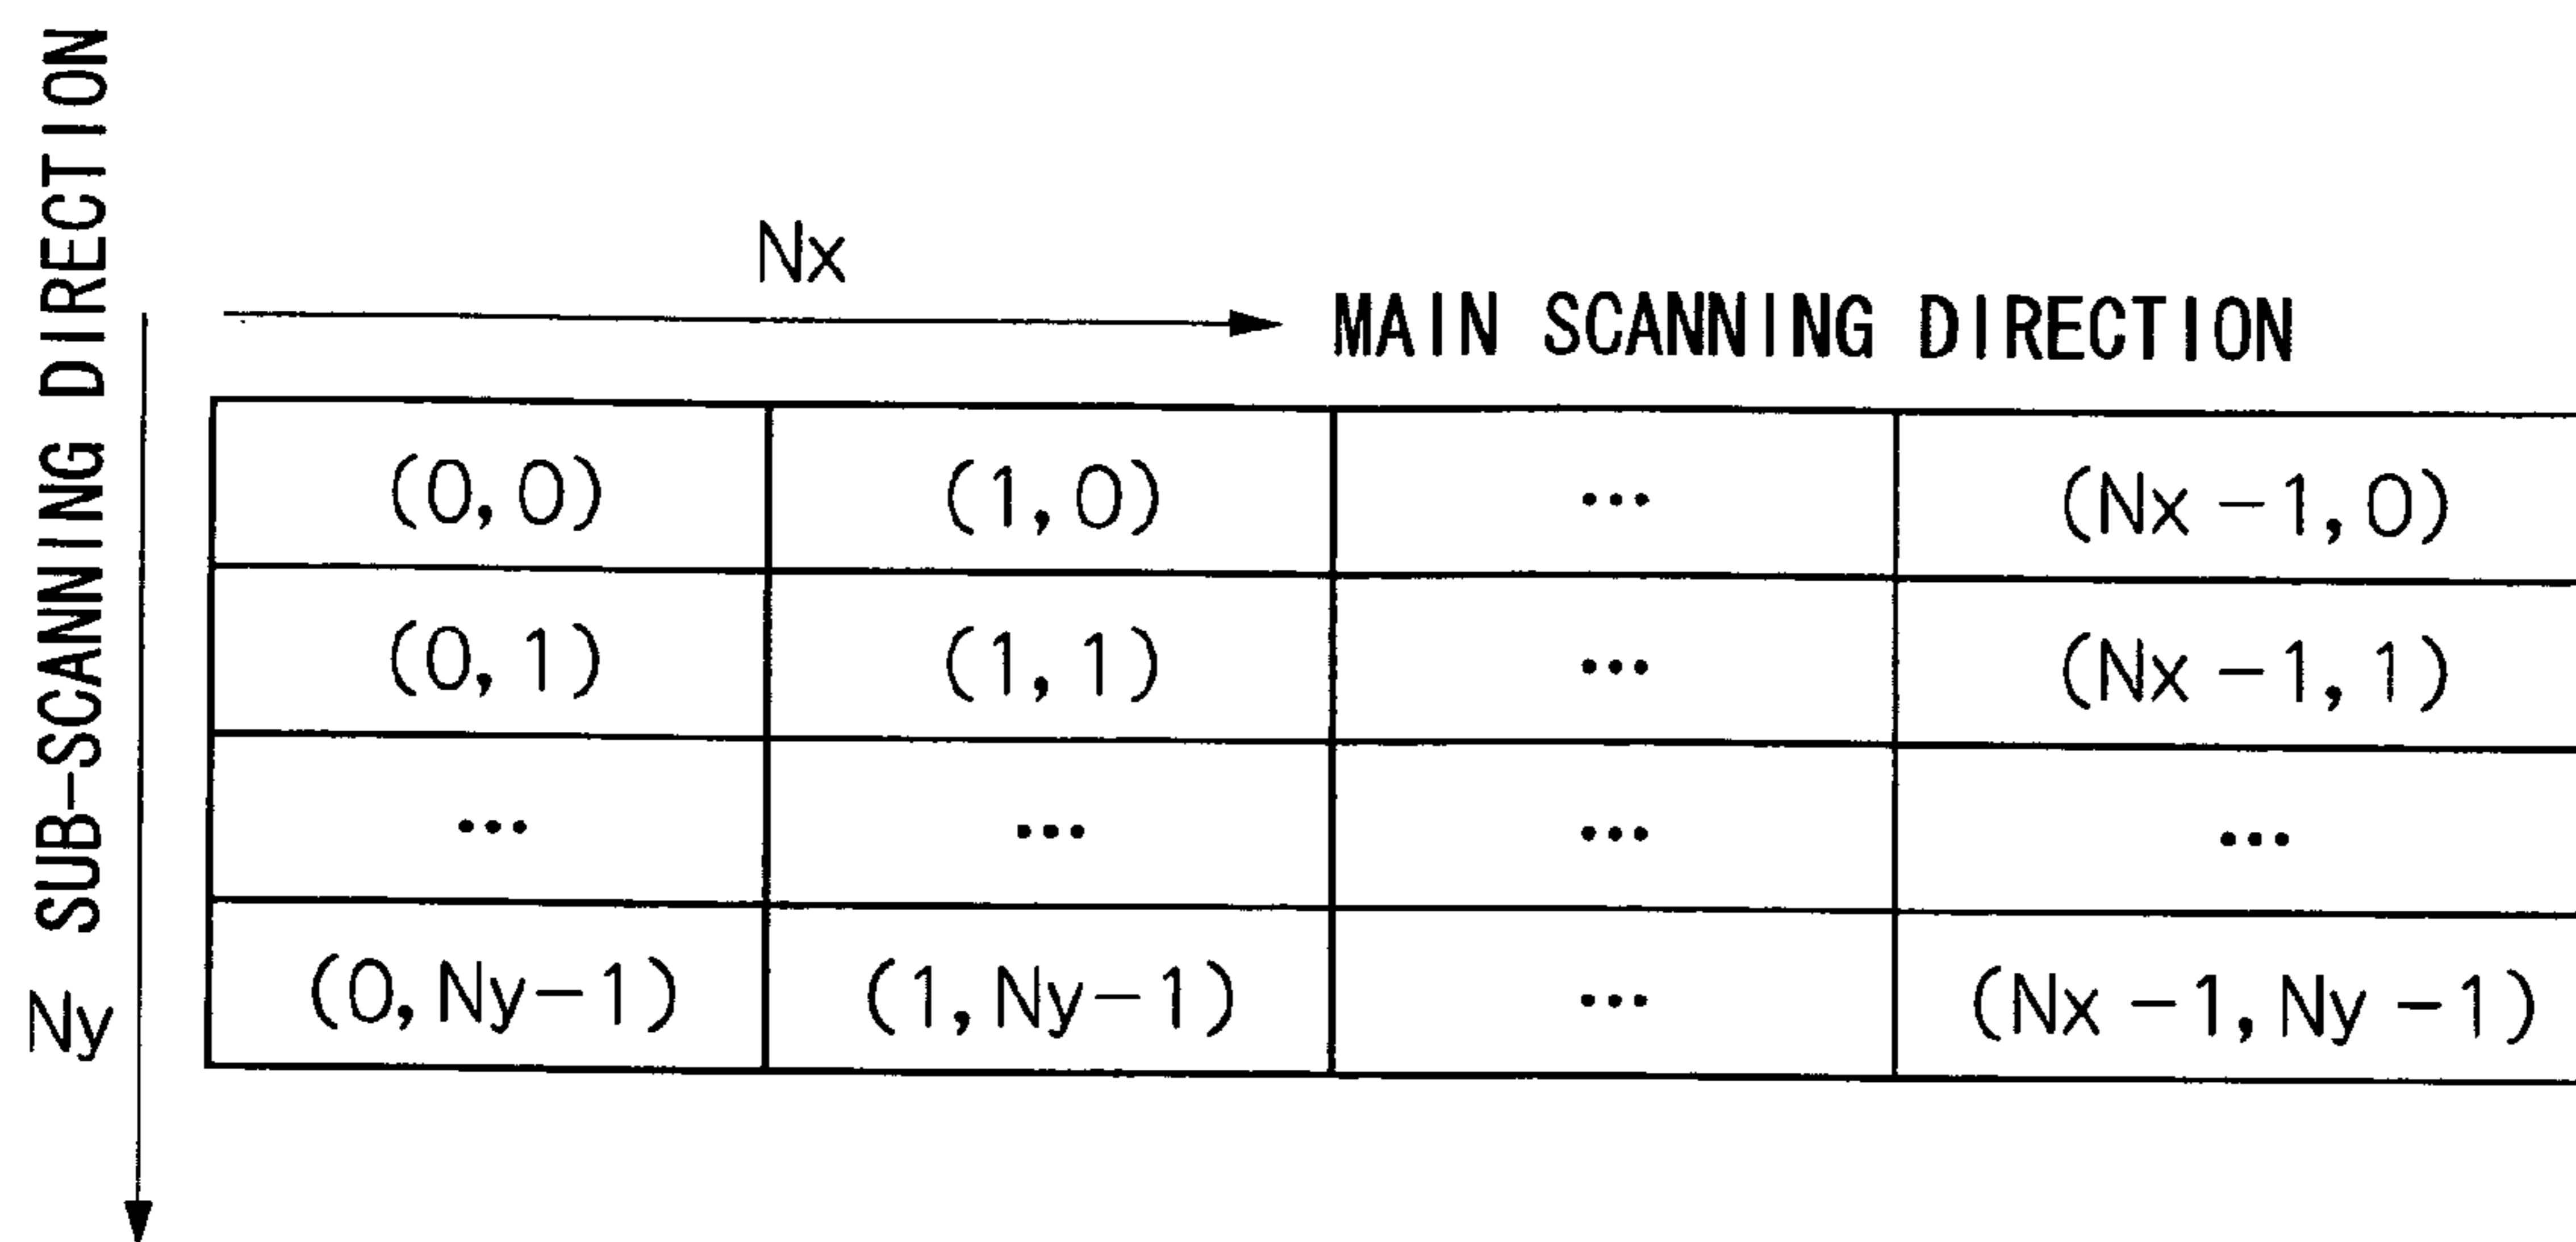 SUB-SCANNING DIRECTION
Ny
Nx
MAIN SCANNING DIRECTION
(0,0) (1,0) ... (Nx-1,0)
(0,1) (1,1) ... (Nx-1,1)
... ... ... ...
(0,Ny-1) (1,Ny-1) ... (Nx-1,Ny-1)